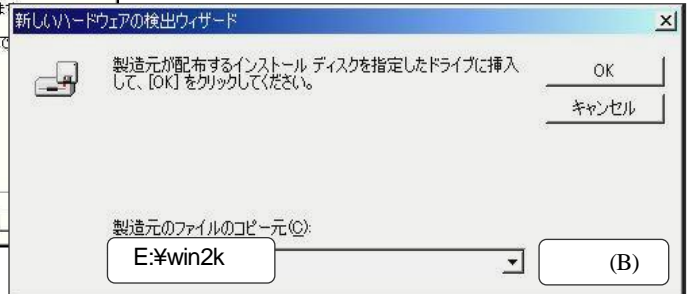 新しいハードウェアの検出ウィザード
製造元が配布するインストール ディスクを指定したドライブに挿入
して、[OK] をクリックしてください。
OK
キャンセル
製造元のファイルのコピー元(C):
E:¥win2k
(B)